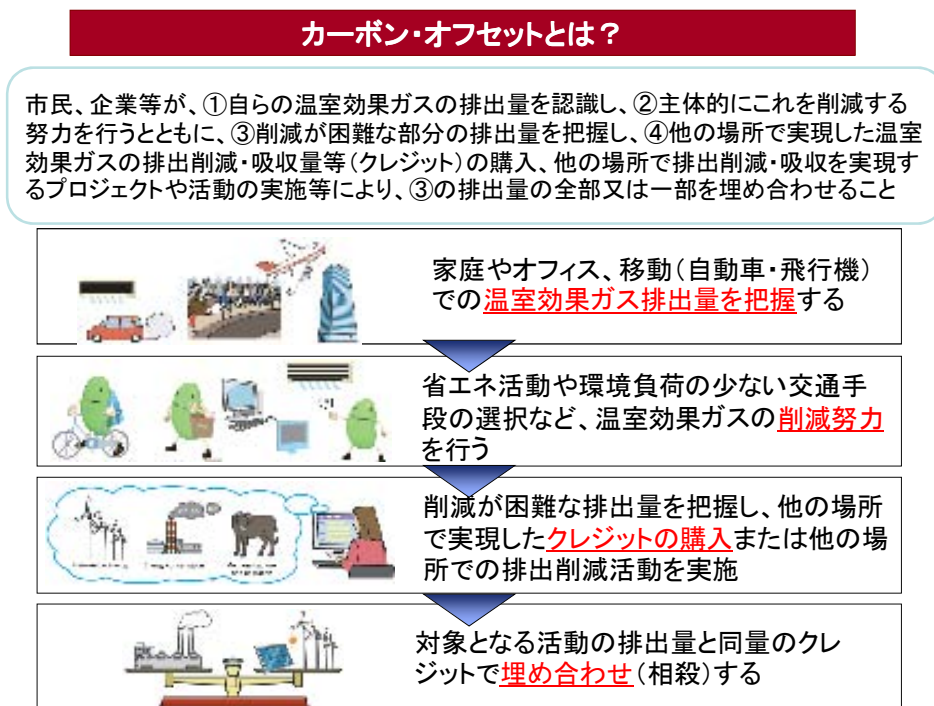 カーボン・オフセットとは？
市民、企業等が、①自らの温室効果ガスの排出量を認識し、②主体的にこれを削減する
努力を行うとともに、③削減が困難な部分の排出量を把握し、④他の場所で実現した温室
効果ガスの排出削減・吸収量等（クレジット）の購入、他の場所で排出削減・吸収を実現す
るプロジェクトや活動の実施等により、③の排出量の全部又は一部を埋め合わせること
家庭やオフィス、移動（自動車・飛行機）
での温室効果ガス排出量を把握する
省エネ活動や環境負荷の少ない交通手
段の選択など、温室効果ガスの削減努力
を行う
削減が困難な排出量を把握し、他の場所
で実現したクレジットの購入または他の場
所での排出削減活動を実施
対象となる活動の排出量と同量のクレ
ジットで埋め合わせ（相殺）する